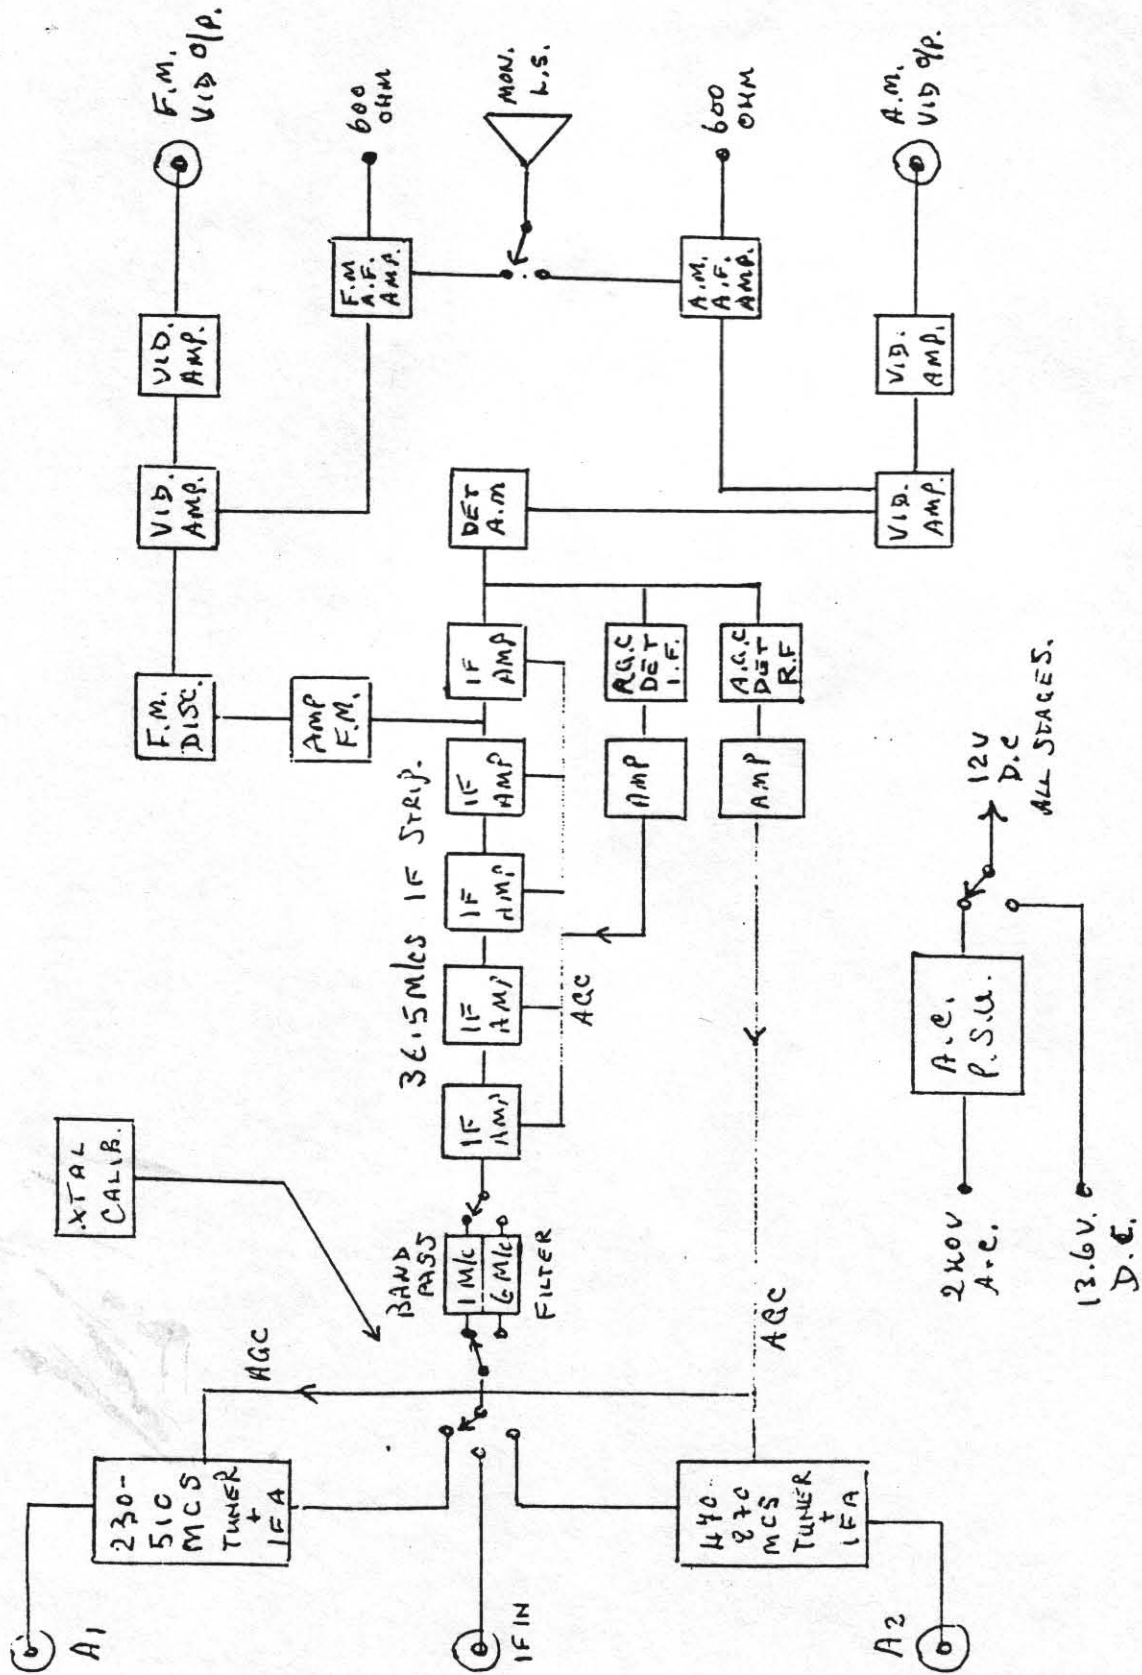 A1
230-
510
MCS
TUNER
+
IFA
AGC
XTAL
CALIB.
F.M.
DISC.
AMP
F.M.
VID.
AMP.
VID.
AMP.
F.M.
VID O/P.
F.M
A.F.
AMP.
600
OHM
IF IN
BAND
PASS
1 M/c
6 M/c
FILTER
36.5M/cs IF STRIP.
IF
AMP
IF
AMP
IF
AMP
IF
AMP
IF
AMP
AGC
DET
A.M
MON.
L.S.
AMP
A.G.C
DET
I.F.
AMP
A.G.C
DET
R.F
A.M.
A.F.
AMP.
600
OHM
A2
470
870
MCS
TUNER
+
IFA
AGC
VID.
AMP.
VID.
AMP.
A.M.
VID O/P.
240V
A.C.
A.C.
P.S.U.
12V
D.C
ALL STAGES.
13.6V.
D.C.